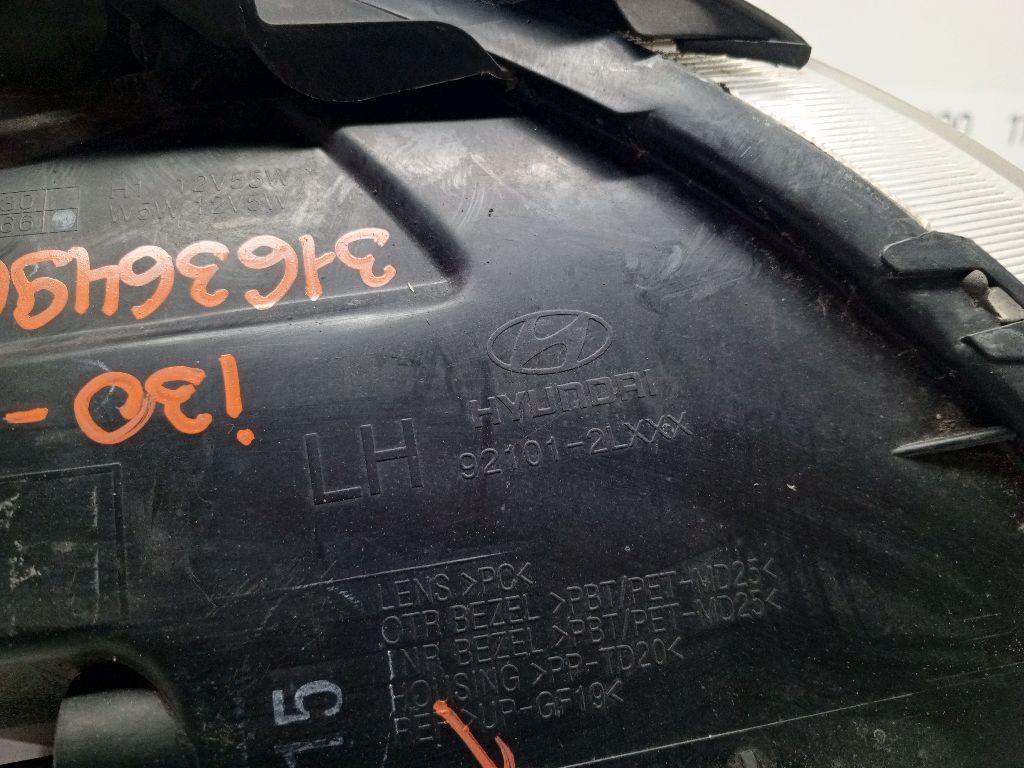 H1 12V55W
W5W 12V5W
i30-
HYUNDAI
LH
92101-2LXXX
LENS >PC<
OTR BEZEL >PBT/PET-MD25<
INR BEZEL >PBT/PET-MD25<
HOUSING >PP-TD20<
>UP-GF19<
15